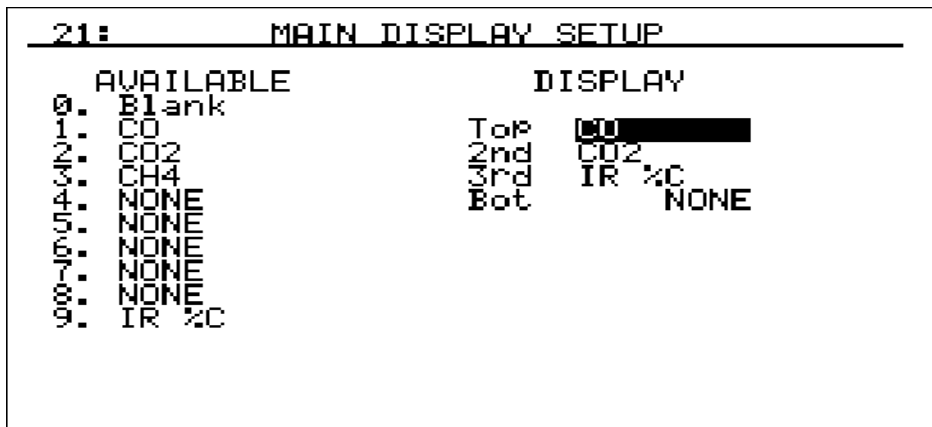 21: MAIN DISPLAY SETUP
AVAILABLE DISPLAY
0. Blank
1. CO Top CO
2. CO2 2nd CO2
3. CH4 3rd IR %C
4. NONE Bot NONE
5. NONE
6. NONE
7. NONE
8. NONE
9. IR %C